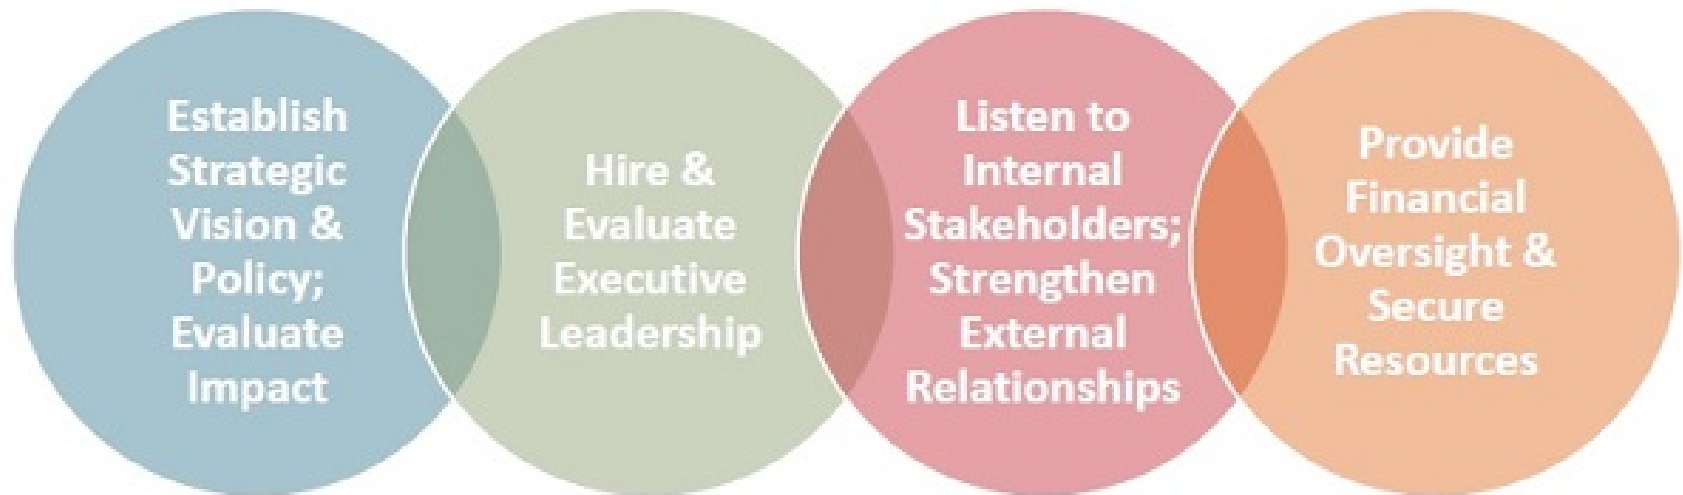 Establish
Strategic
Vision &
Policy;
Evaluate
Impact
Hire &
Evaluate
Executive
Leadership
Listen to
Internal
Stakeholders;
Strengthen
External
Relationships
Provide
Financial
Oversight &
Secure
Resources